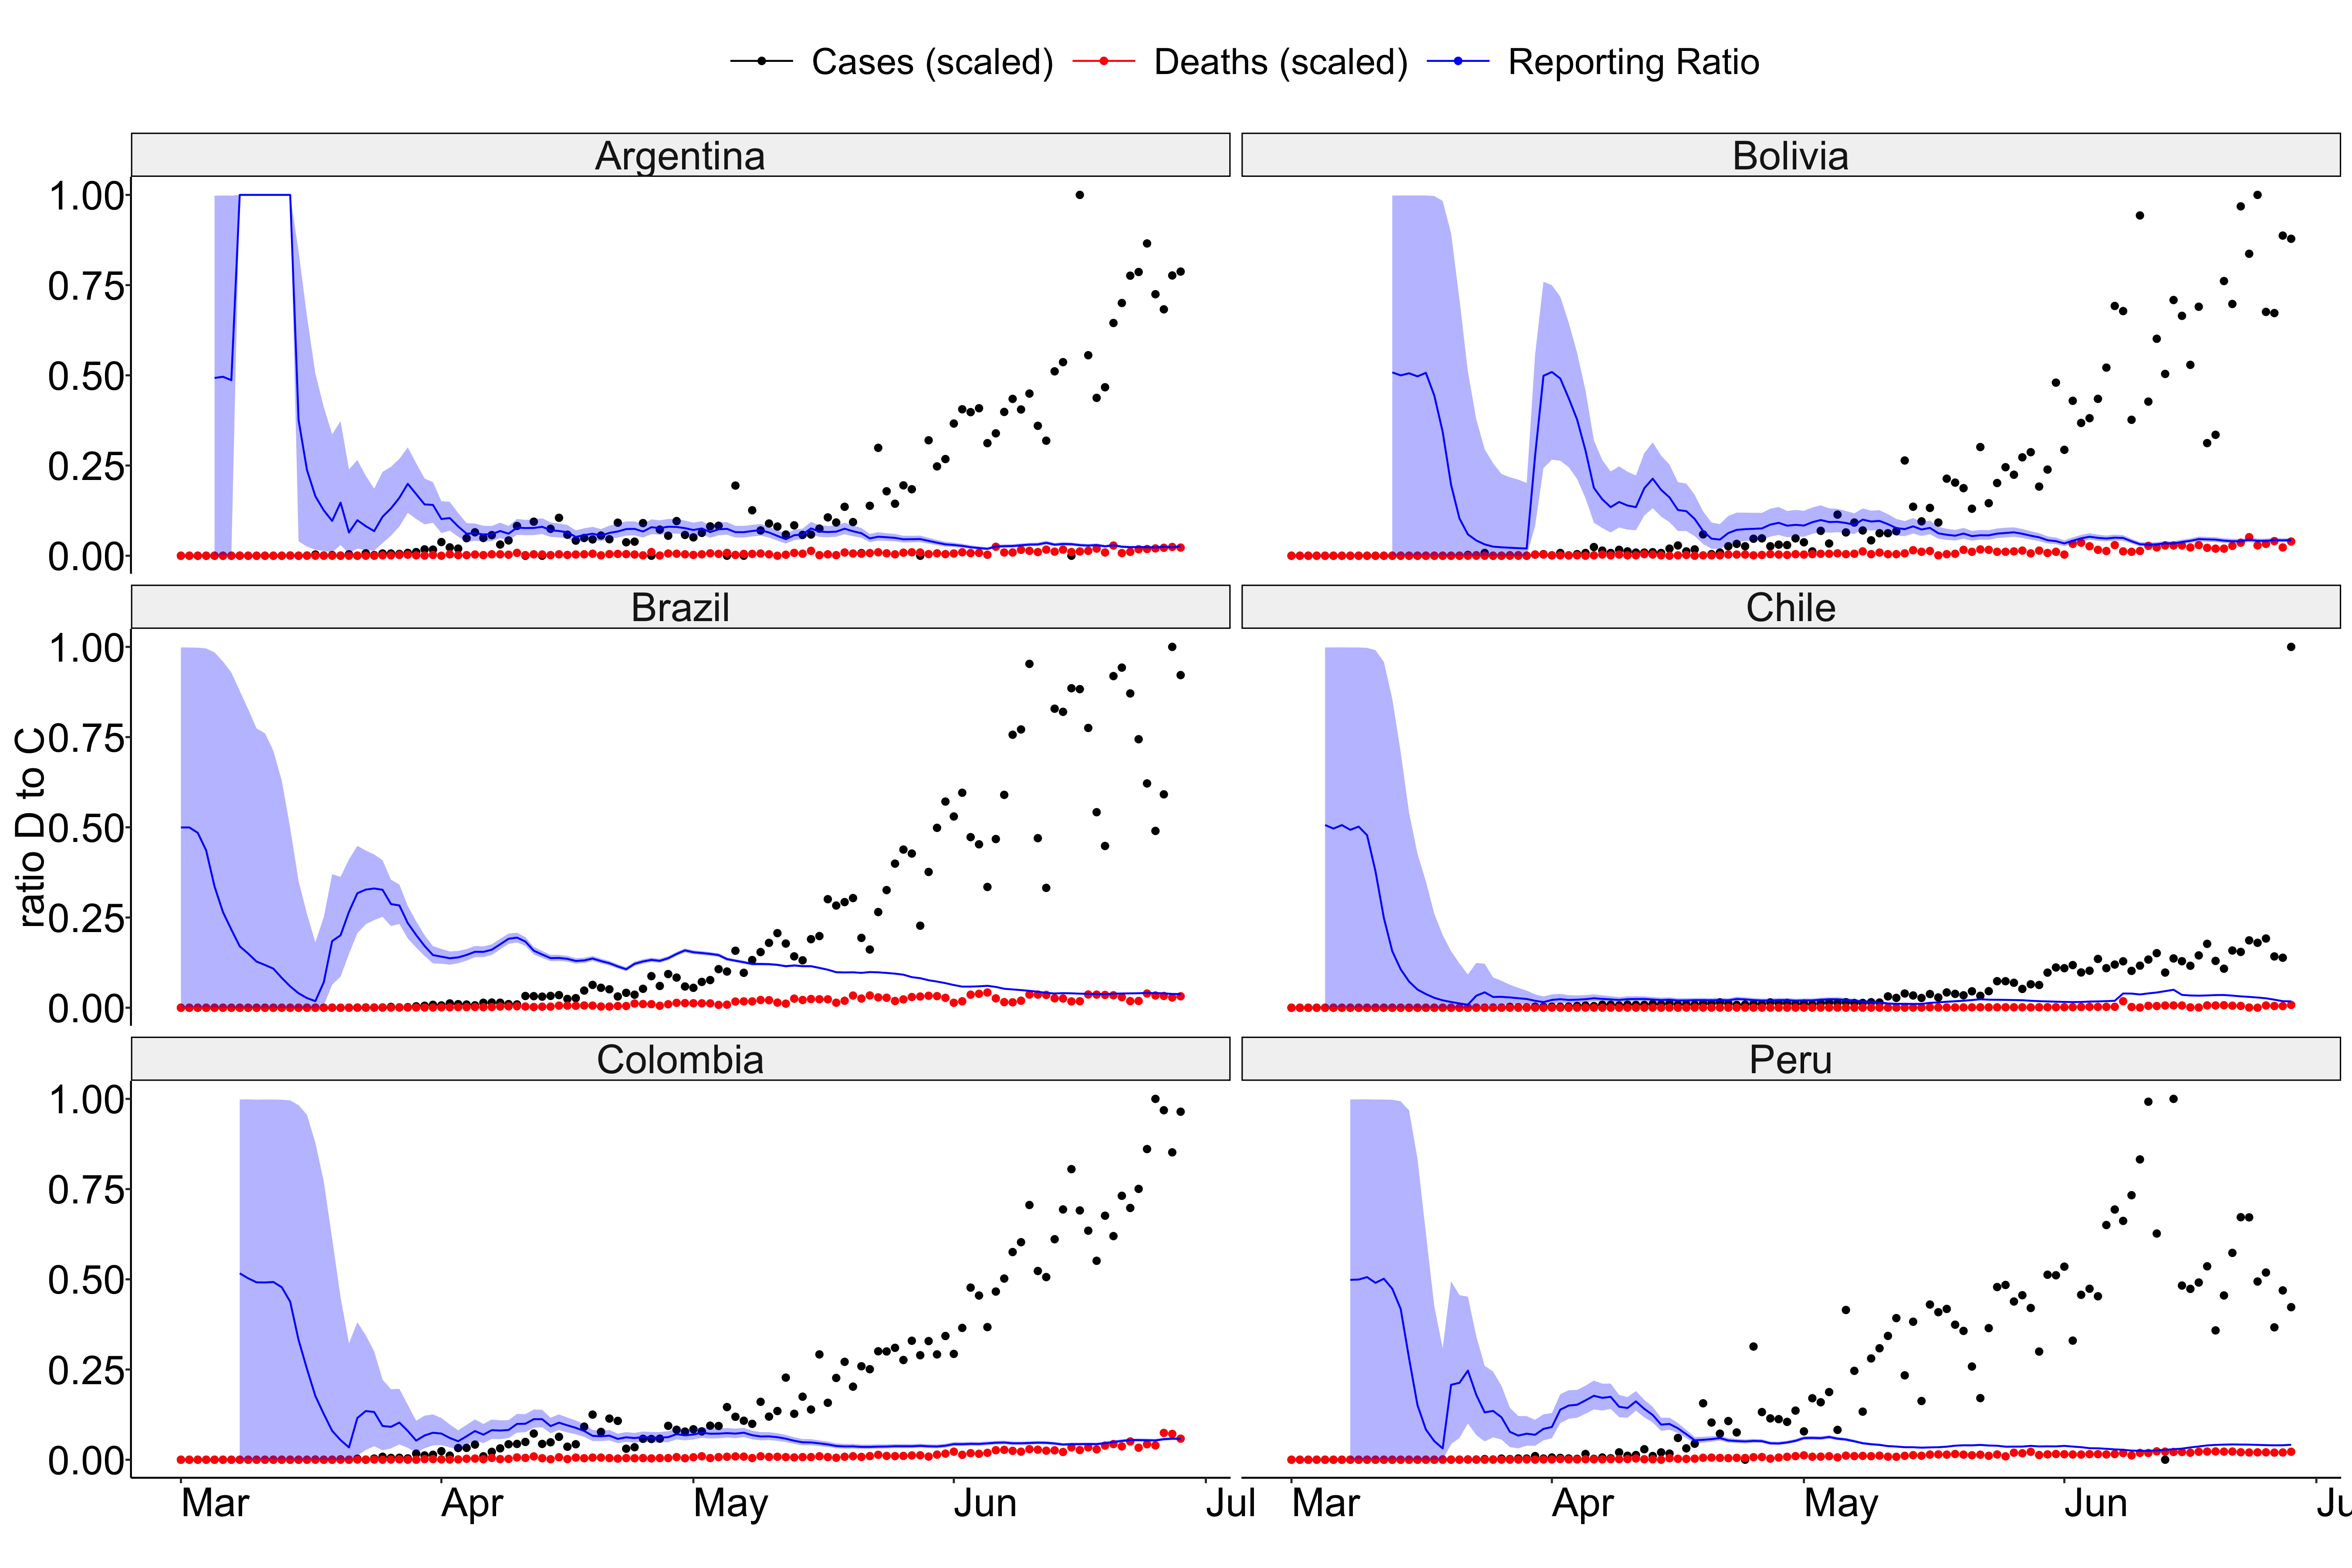 Cases (scaled) Deaths (scaled) Reporting Ratio
Argentina Bolivia
1.00
0.75
0.50
0.25
0.00
Brazil Chile
1.00
0.75
0.50
0.25
0.00
ratio D to C
Colombia Peru
1.00
0.75
0.50
0.25
0.00
Mar Apr May Jun Jul Mar Apr May Jun Ju